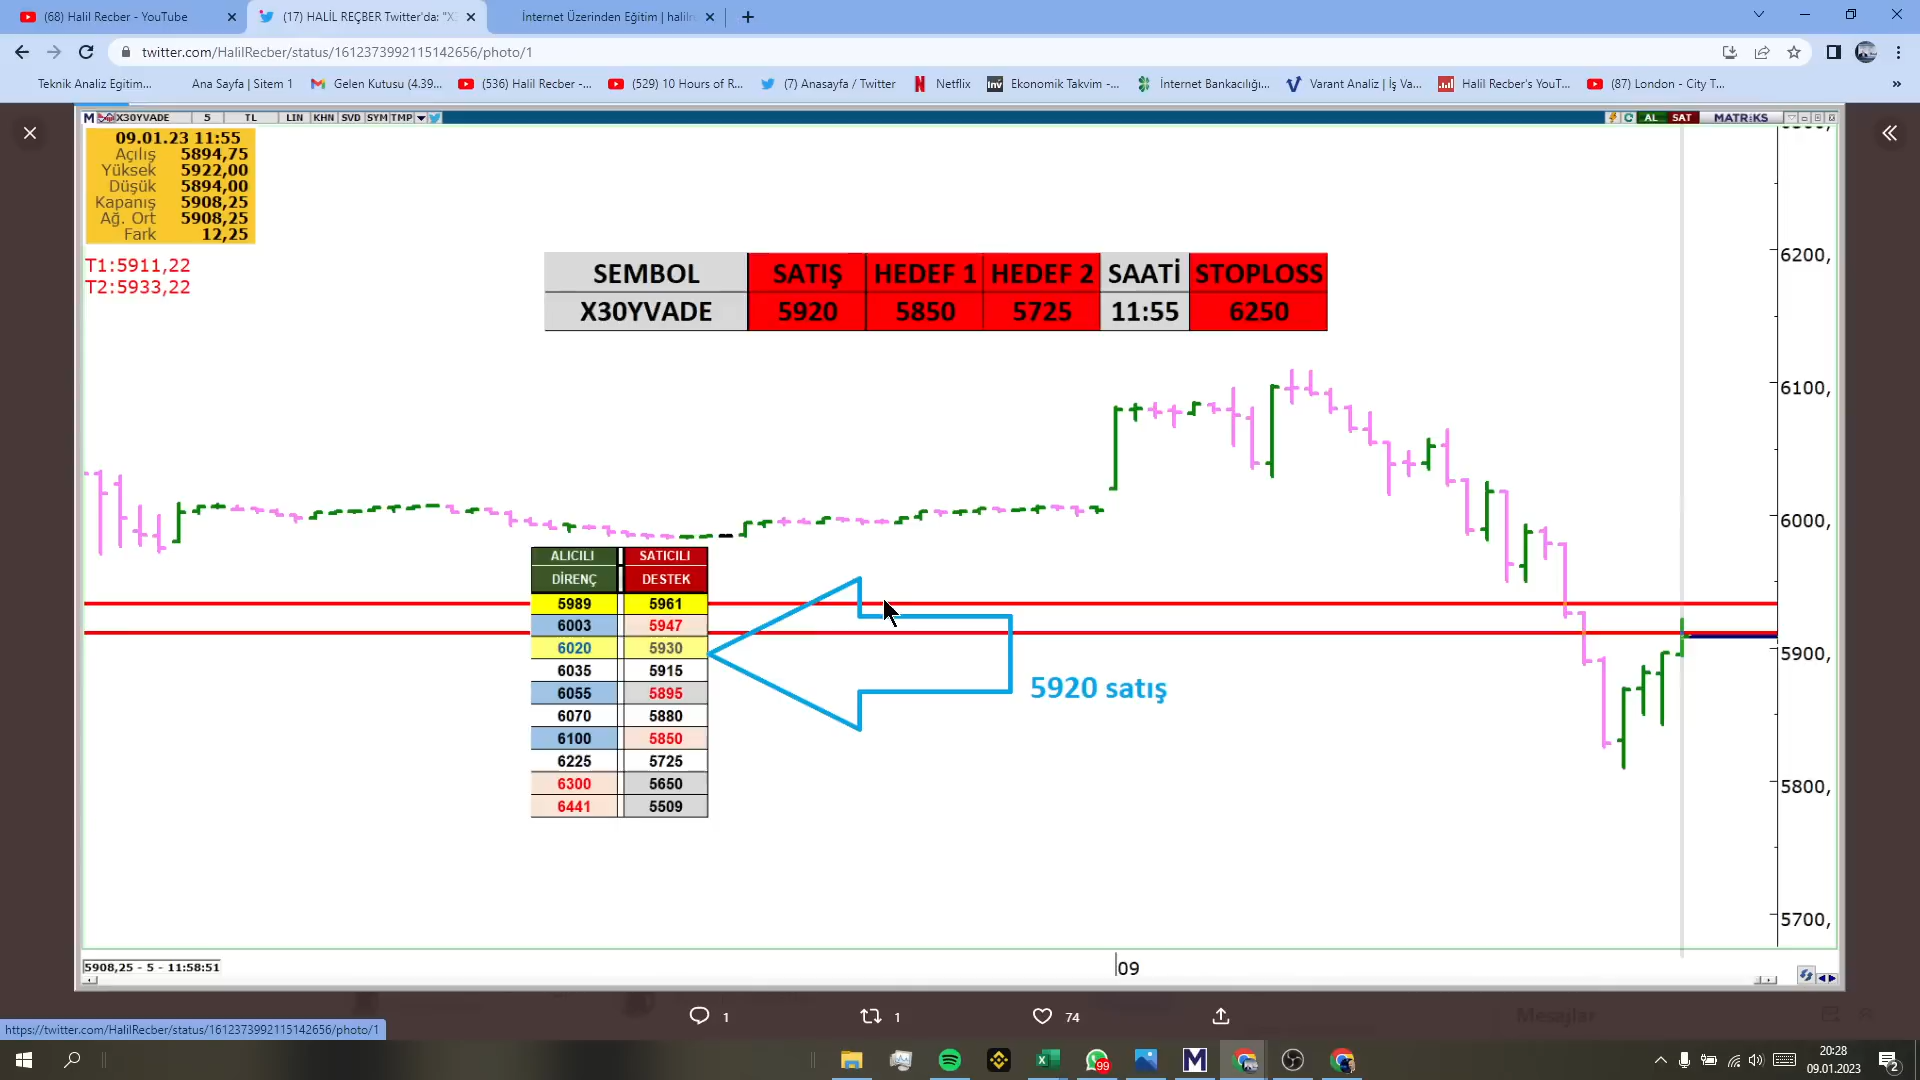 (68) Halil Recber - YouTube
(17) HALİL REÇBER Twitter'da: "X
İnternet Üzerinden Eğitim | halil
twitter.com/HalilRecber/status/1612373992115142656/photo/1
Teknik Analiz Egitim...
Ana Sayfa | Sitem 1
Gelen Kutusu (4.39...
(536) Halil Recber -...
(529) 10 Hours of R...
(7) Anasayfa / Twitter
Netflix
Ekonomik Takvim -...
İnternet Bankacılığı...
Varant Analiz | İş Va...
Halil Recber's YouT...
(87) London - City T...
X30YVADE 5 TL LIN KHN SVD SYM TMP
AL SAT MATRiKS
09.01.23 11:55
Açılış 5894,75
Yüksek 5922,00
Düşük 5894,00
Kapanış 5908,25
Ağ. Ort 5908,25
Fark 12,25
T1:5911,22
T2:5933,22
SEMBOL SATIŞ HEDEF 1 HEDEF 2 SAATİ STOPLOSS
X30YVADE 5920 5850 5725 11:55 6250
6200,
6100,
6000,
5900,
5800,
5700,
ALICILI SATICILI
DİRENÇ DESTEK
5989 5961
6003 5947
6020 5930
6035 5915
6055 5895
6070 5880
6100 5850
6225 5725
6300 5650
6441 5509
5920 satış
5908,25 - 5 - 11:58:51
09
1
1
74
Mesajlar
https://twitter.com/HalilRecber/status/1612373992115142656/photo/1
99
20:28
09.01.2023
2